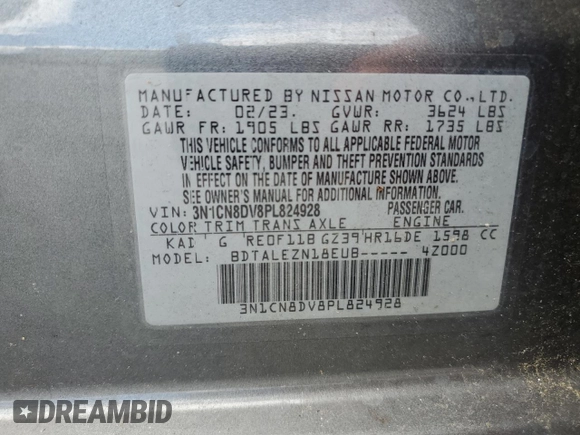 MANUFACTURED BY NISSAN MOTOR CO.,LTD.
DATE: 02/23. GVWR: 3624 LBS
GAWR FR: 1905 LBS GAWR RR: 1735 LBS
THIS VEHICLE CONFORMS TO ALL APPLICABLE FEDERAL MOTOR
VEHICLE SAFETY, BUMPER AND THEFT PREVENTION STANDARDS
IN EFFECT ON THE DATE OF MANUFACTURE SHOWN ABOVE.
SEE OWNER'S MANUAL FOR ADDITIONAL INFORMATION.
VIN: 3N1CN8DV8PL824928 PASSENGER CAR.
COLOR TRIM TRANS AXLE ENGINE
KAD G RE0F11B GZ39 HR16DE 1598 CC
MODEL: BDTALEZN18EUB----- 4Z000
3N1CN8DV8PL824928
DREAMBID